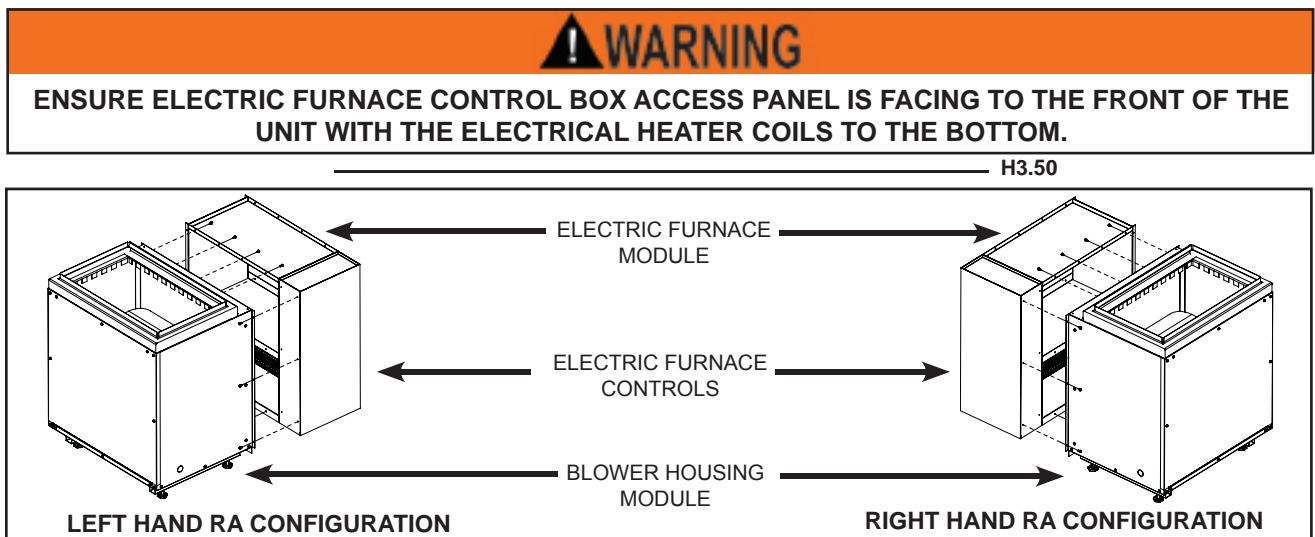 WARNING
ENSURE ELECTRIC FURNACE CONTROL BOX ACCESS PANEL IS FACING TO THE FRONT OF THE
UNIT WITH THE ELECTRICAL HEATER COILS TO THE BOTTOM.
H3.50
ELECTRIC FURNACE
MODULE
ELECTRIC FURNACE
CONTROLS
BLOWER HOUSING
MODULE
LEFT HAND RA CONFIGURATION
RIGHT HAND RA CONFIGURATION